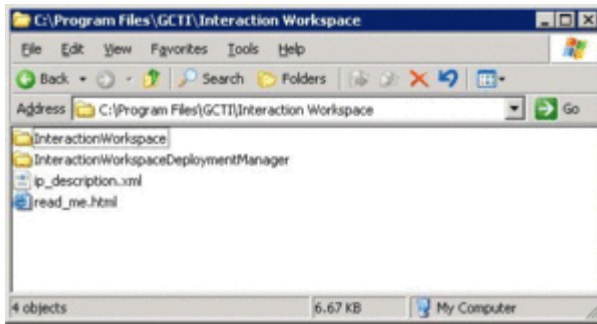 C:\Program Files\GCTI\Interaction Workspace
File Edit View Favorites Tools Help
Back Search Folders
Address C:\Program Files\GCTI\Interaction Workspace Go
InteractionWorkspace
InteractionWorkspaceDeploymentManager
ip_description.xml
read_me.html
4 objects 6.67 KB My Computer